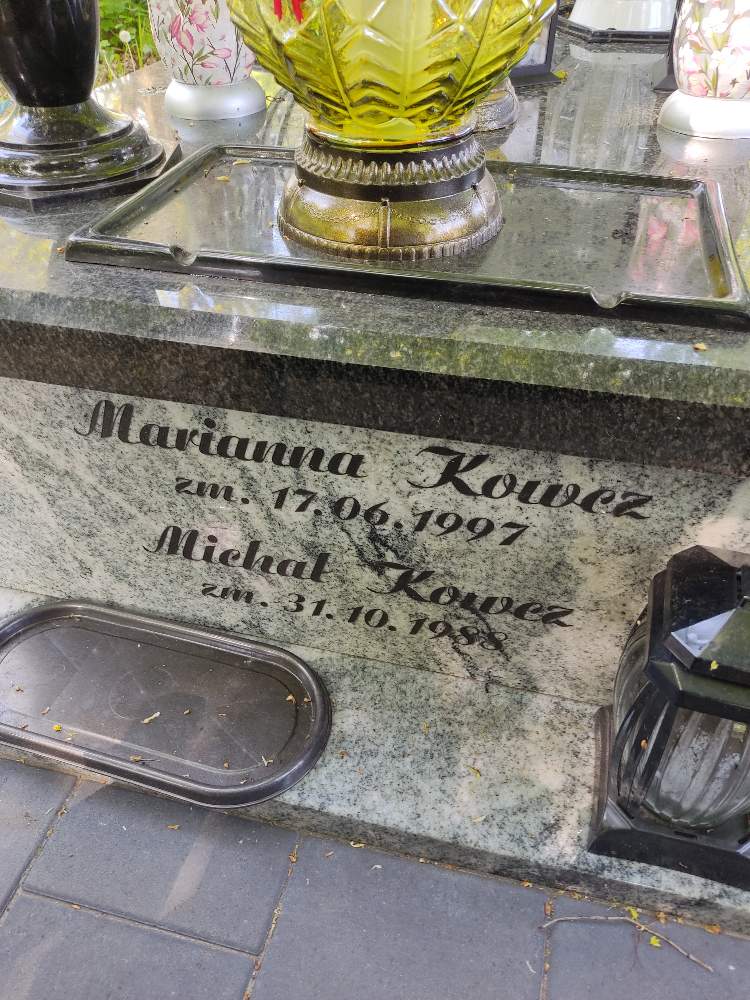 Marianna Kowcz
zm. 17.06.1997
Michał Kowcz
zm. 31.10.1988